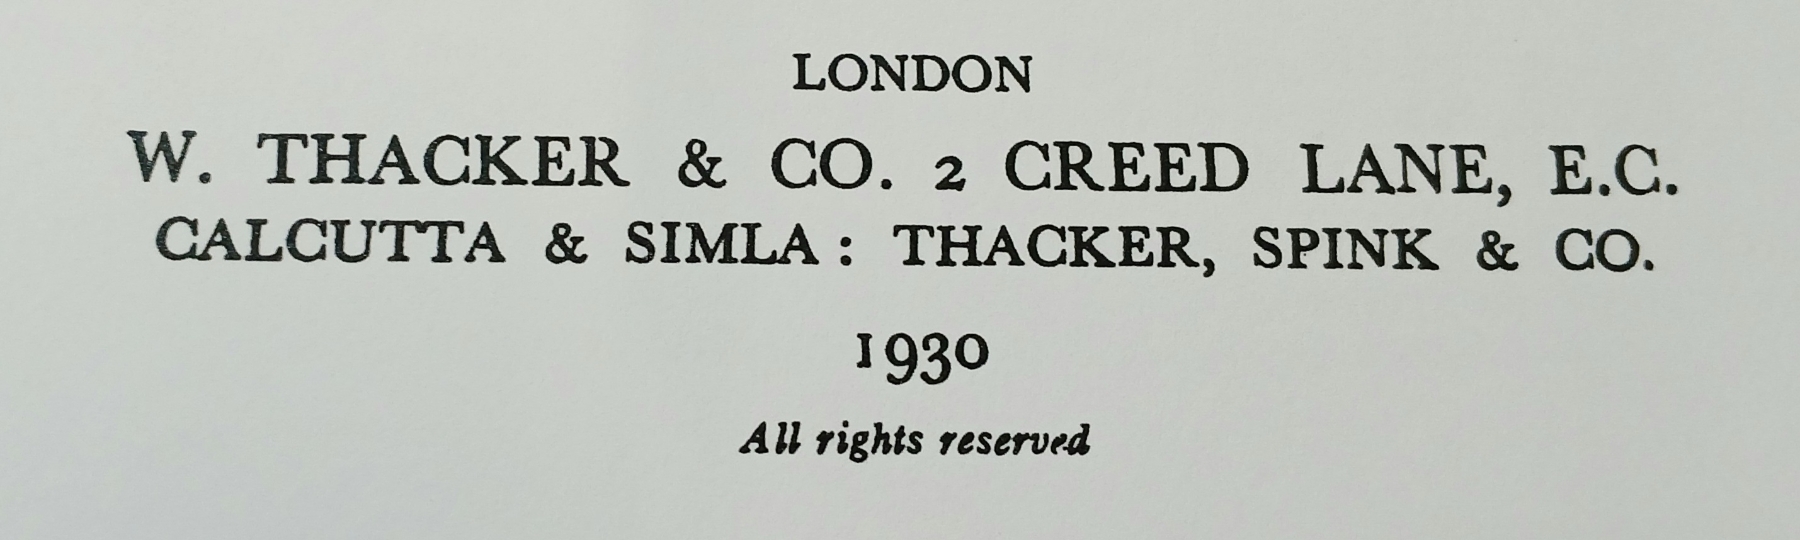 LONDON
W. THACKER & CO. 2 CREED LANE, E.C.
CALCUTTA & SIMLA: THACKER, SPINK & CO.
1930
All rights reserved